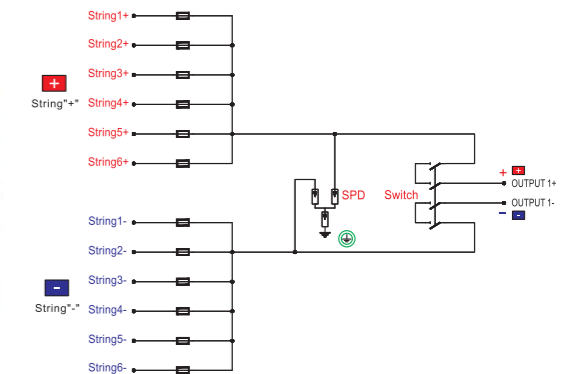 String1+
String2+
String3+
+
String"+"
String4+
String5+
String6+
SPD
Switch
+ +
OUTPUT 1+
OUTPUT 1-
- -
String1-
String2-
String3-
-
String"-"
String4-
String5-
String6-